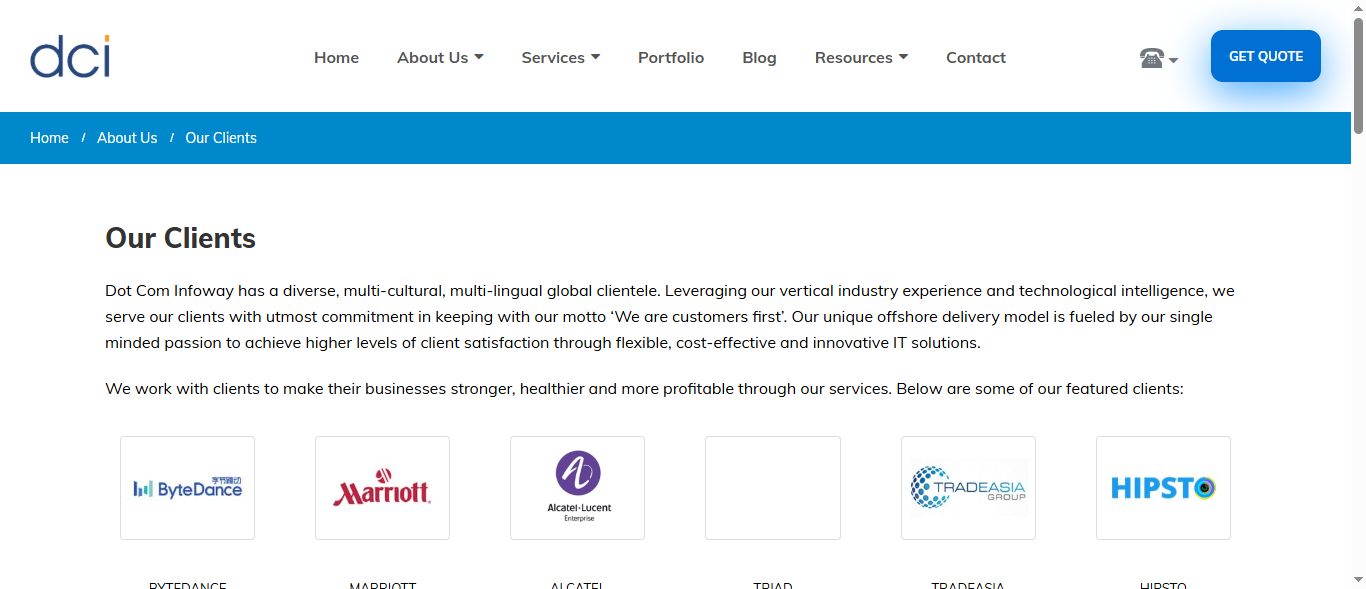 dci
Home About Us Services Portfolio Blog Resources Contact GET QUOTE
Home / About Us / Our Clients
Our Clients
Dot Com Infoway has a diverse, multi-cultural, multi-lingual global clientele. Leveraging our vertical industry experience and technological intelligence, we
serve our clients with utmost commitment in keeping with our motto ‘We are customers first’. Our unique offshore delivery model is fueled by our single
minded passion to achieve higher levels of client satisfaction through flexible, cost-effective and innovative IT solutions.
We work with clients to make their businesses stronger, healthier and more profitable through our services. Below are some of our featured clients:
字节跳动
ByteDance
Marriott
Alcatel·Lucent
Enterprise
TRADEASIA
GROUP
HIPSTO
BYTEDANCE MARRIOTT ALCATEL TRIAD TRADEASIA HIPSTO